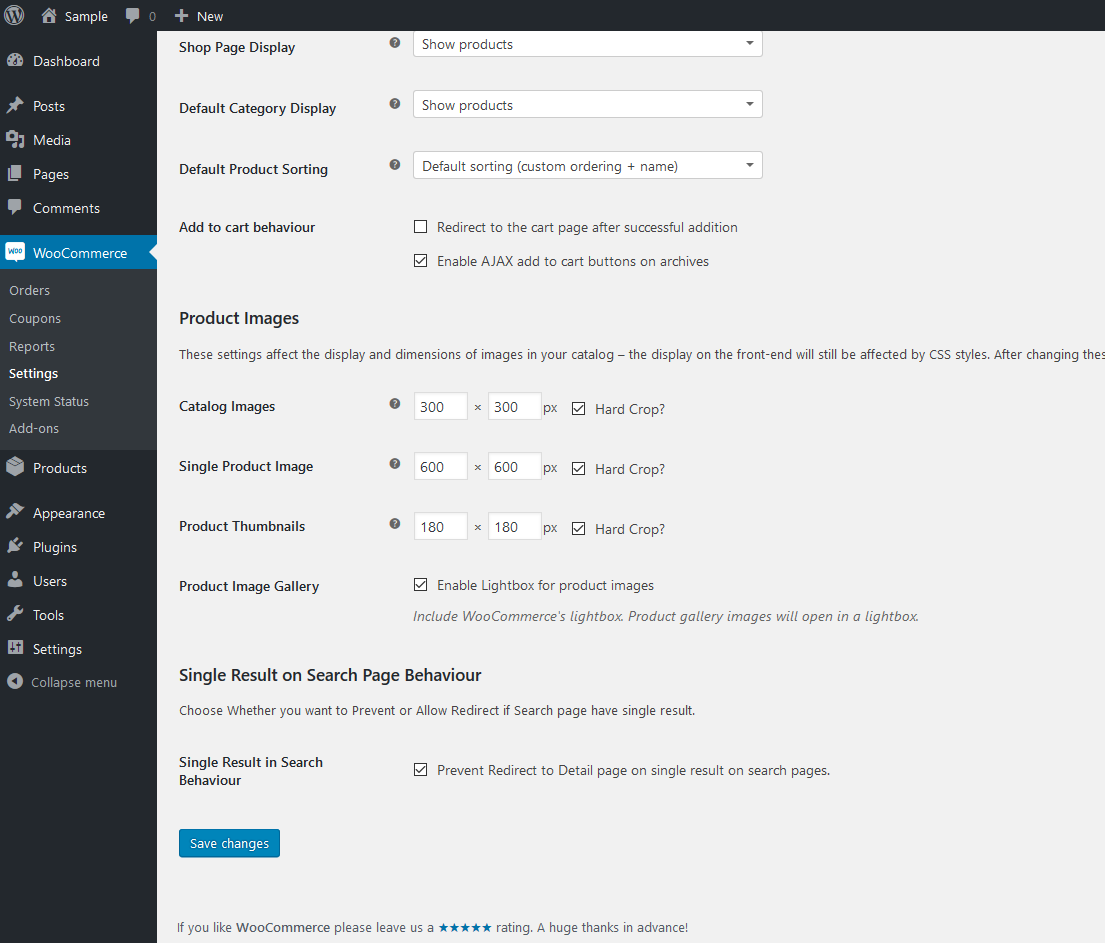 Sample 0 New
Dashboard
Posts
Media
Pages
Comments
woo WooCommerce
Orders
Coupons
Reports
Settings
System Status
Add-ons
Products
Appearance
Plugins
Users
Tools
Settings
Collapse menu
Shop Page Display ? Show products
Default Category Display ? Show products
Default Product Sorting ? Default sorting (custom ordering + name)
Add to cart behaviour Redirect to the cart page after successful addition
Enable AJAX add to cart buttons on archives
Product Images
These settings affect the display and dimensions of images in your catalog – the display on the front-end will still be affected by CSS styles. After changing thes
Catalog Images ? 300 × 300 px Hard Crop?
Single Product Image ? 600 × 600 px Hard Crop?
Product Thumbnails ? 180 × 180 px Hard Crop?
Product Image Gallery Enable Lightbox for product images
Include WooCommerce's lightbox. Product gallery images will open in a lightbox.
Single Result on Search Page Behaviour
Choose Whether you want to Prevent or Allow Redirect if Search page have single result.
Single Result in Search
Behaviour
Prevent Redirect to Detail page on single result on search pages.
Save changes
If you like WooCommerce please leave us a ★★★★★ rating. A huge thanks in advance!